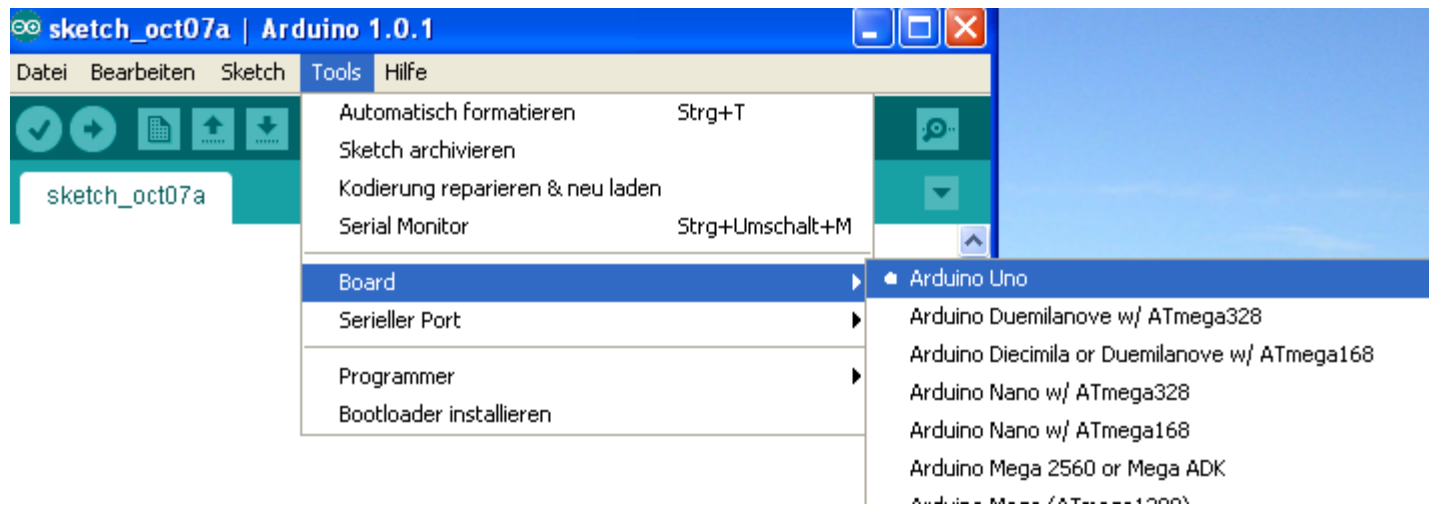 sketch_oct07a | Arduino 1.0.1
Datei Bearbeiten Sketch Tools Hilfe
Automatisch formatieren Strg+T
Sketch archivieren
sketch_oct07a
Kodierung reparieren & neu laden
Serial Monitor Strg+Umschalt+M
Board
Serieller Port
Programmer
Bootloader installieren
Arduino Uno
Arduino Duemilanove w/ ATmega328
Arduino Diecimila or Duemilanove w/ ATmega168
Arduino Nano w/ ATmega328
Arduino Nano w/ ATmega168
Arduino Mega 2560 or Mega ADK
Arduino Mega